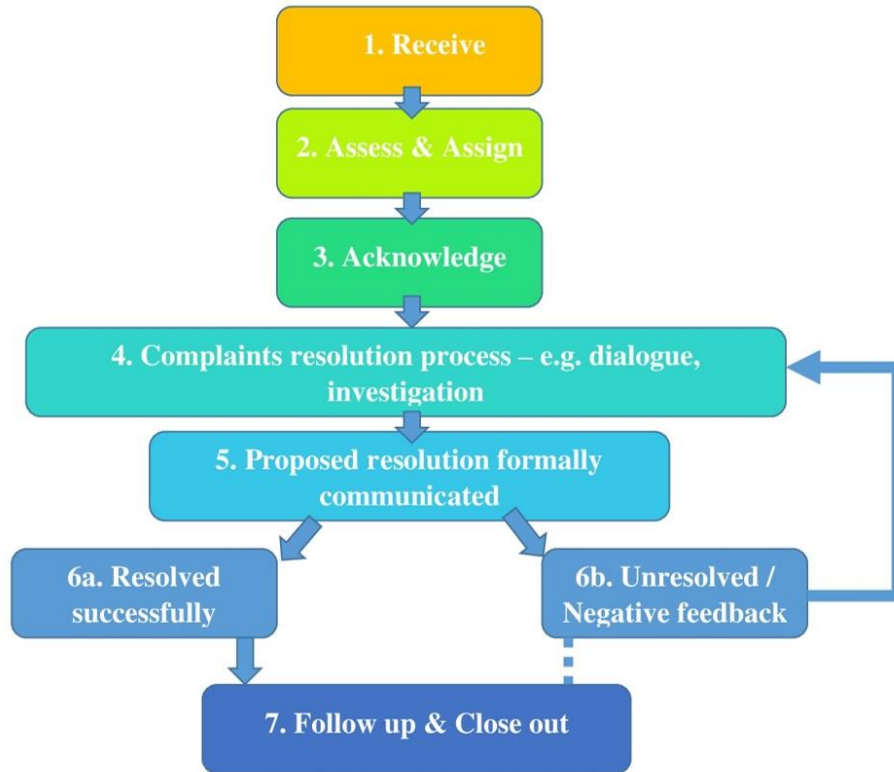 1. Receive
2. Assess & Assign
3. Acknowledge
4. Complaints resolution process – e.g. dialogue,
investigation
5. Proposed resolution formally
communicated
6a. Resolved
successfully
6b. Unresolved /
Negative feedback
7. Follow up & Close out